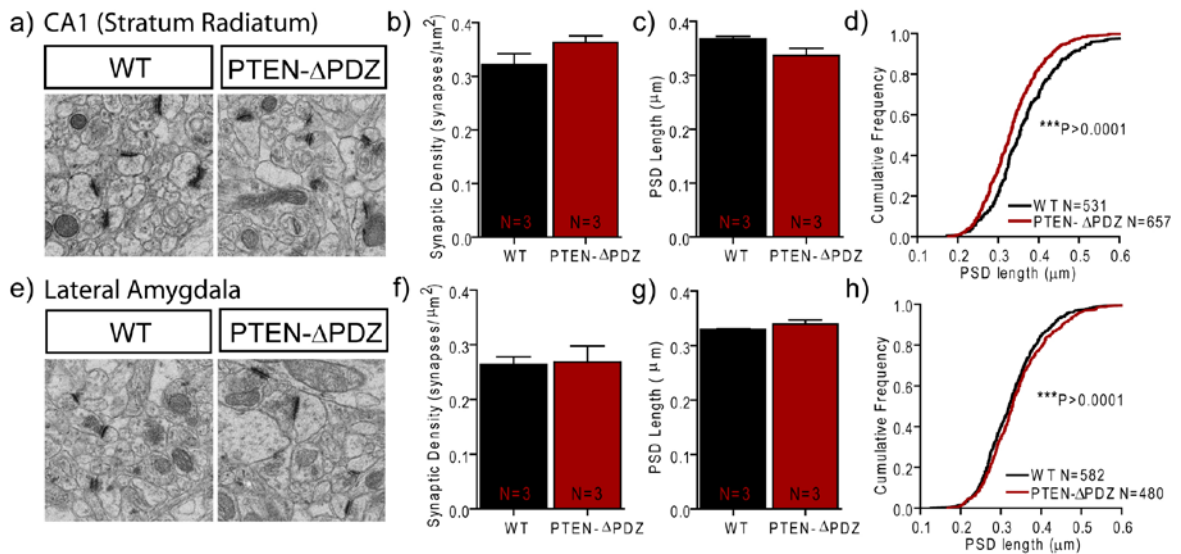 a) CA1 (Stratum Radiatum)
WT
PTEN-ΔPDZ
b)
Synaptic Density (synapses/μm²)
0.4
0.3
0.2
0.1
0.0
N=3
N=3
WT
PTEN-ΔPDZ
c)
PSD Length (μm)
0.4
0.3
0.2
0.1
0.0
N=3
N=3
WT
PTEN-ΔPDZ
d)
Cumulative Frequency
1.0
0.8
0.6
0.4
0.2
0.0
***P>0.0001
WT N=531
PTEN- ΔPDZ N=657
0.1 0.2 0.3 0.4 0.5 0.6
PSD length (μm)
e) Lateral Amygdala
WT
PTEN-ΔPDZ
f)
Synaptic Density (synapses/μm²)
0.4
0.3
0.2
0.1
0.0
N=3
N=3
WT
PTEN-ΔPDZ
g)
PSD Length ( μm)
0.4
0.3
0.2
0.1
0.0
N=3
N=3
WT
PTEN-ΔPDZ
h)
Cumulative Frequency
1.0
0.8
0.6
0.4
0.2
0.0
***P>0.0001
WT N=582
PTEN-ΔPDZ N=480
0.1 0.2 0.3 0.4 0.5 0.6
PSD length (μm)